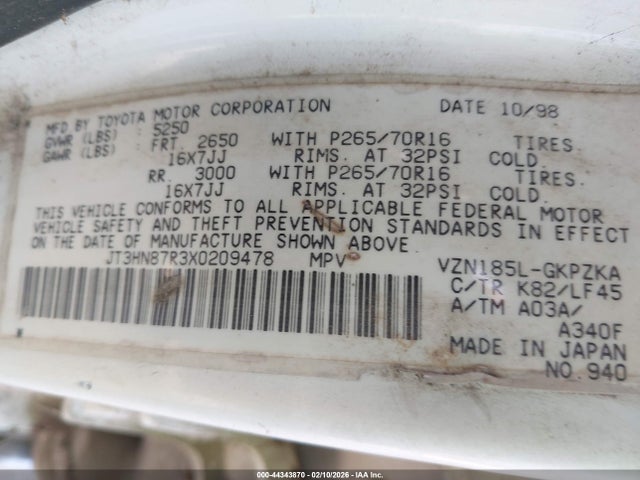 MFD.BY TOYOTA MOTOR CORPORATION DATE 10/98
GVWR (LBS) 5250
GAWR (LBS) FRT. 2650 WITH P265/70R16 TIRES.
16X7JJ RIMS. AT 32PSI COLD.
RR. 3000 WITH P265/70R16 TIRES.
16X7JJ RIMS. AT 32PSI COLD.
THIS VEHICLE CONFORMS TO ALL APPLICABLE FEDERAL MOTOR
VEHICLE SAFETY AND THEFT PREVENTION STANDARDS IN EFFECT
ON THE DATE OF MANUFACTURE SHOWN ABOVE.
JT3HN87R3X0209478 MPV VZN185L-GKPZKA
C/TR K82/LF45
A/TM A03A/
A340F
MADE IN JAPAN
NO.940
000-44343870 - 02/10/2026 - IAA Inc.